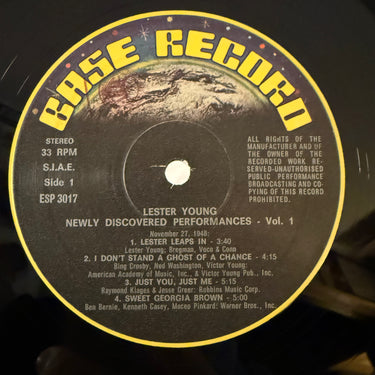 BASE RECORD
STEREO
33 RPM
S.I.A.E.
Side 1
ESP 3017
ALL RIGHTS OF THE
MANUFACTURER AND OF
THE OWNER OF THE
RECORDED WORK RE-
SERVED-UNAUTHORISED
PUBLIC PERFORMANCE
BROADCASTING AND CO-
PYING OF THIS RECORD
PROHIBITED.
LESTER YOUNG
NEWLY DISCOVERED PERFORMANCES - Vol. 1
November 27, 1948:
1. LESTER LEAPS IN - 3:40
Lester Young; Bregman, Voco & Conn
2. I DON'T STAND A GHOST OF A CHANCE - 4:15
Bing Crosby, Ned Washington, Victor Young;
American Academy of Music, Inc., & Victor Young Pub., Inc.
3. JUST YOU, JUST ME - 5:15
Raymond Klages & Jesse Greer: Robbins Music Corp.
4. SWEET GEORGIA BROWN - 5:00
Ben Bernie, Kenneth Casey, Maceo Pinkard: Warner Bros., Inc.